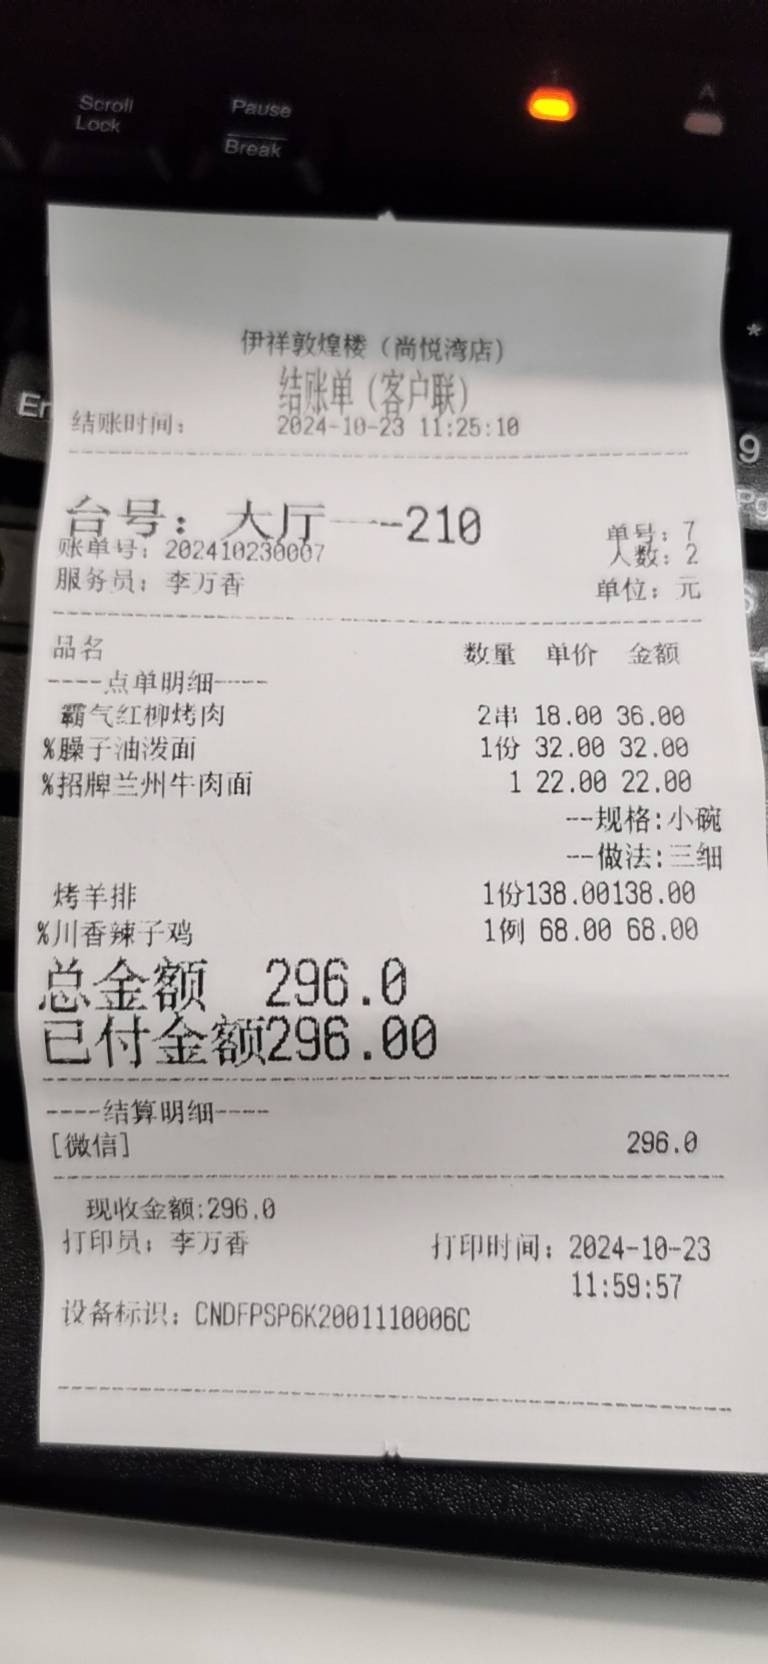 Scroll
Lock
Pause
Break
A
*
9
伊祥敦煌楼（尚悦湾店）
结账单（客户联）
结账时间： 2024-10-23 11:25:10
台号：大厅---210
单号：7
账单号：202410230007 人数：2
服务员：李万香 单位：元
品名 数量 单价 金额
----点单明细----
霸气红柳烤肉 2串 18.00 36.00
%臊子油泼面 1份 32.00 32.00
%招牌兰州牛肉面 1 22.00 22.00
--规格:小碗
--做法:三细
烤羊排 1份138.00138.00
%川香辣子鸡 1例 68.00 68.00
总金额 296.0
已付金额296.00
----结算明细----
[微信] 296.0
现收金额:296.0
打印员：李万香 打印时间：2024-10-23
11:59:57
设备标识：CNDFPSP6K2001110006C